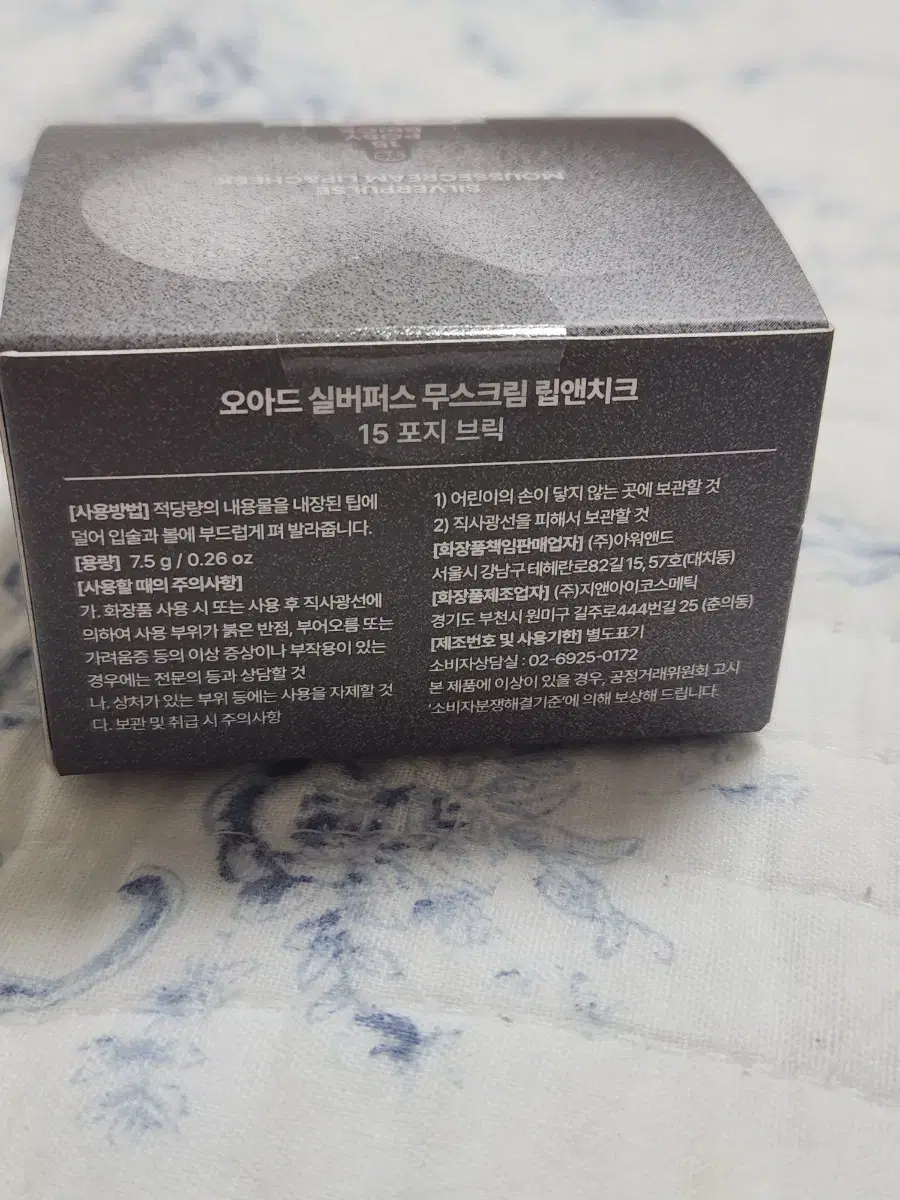 POSY
15
SILVERPULSE
MOUSSECREAM LIP&CHEEK
오아드 실버퍼스 무스크림 립앤치크
15 포지 브릭
[사용방법] 적당량의 내용물을 내장된 팁에
덜어 입술과 볼에 부드럽게 펴 발라줍니다.
[용량] 7.5 g / 0.26 oz
[사용할 때의 주의사항]
가. 화장품 사용 시 또는 사용 후 직사광선에
의하여 사용 부위가 붉은 반점, 부어오름 또는
가려움증 등의 이상 증상이나 부작용이 있는
경우에는 전문의 등과 상담할 것
나. 상처가 있는 부위 등에는 사용을 자제할 것
다. 보관 및 취급 시 주의사항
1) 어린이의 손이 닿지 않는 곳에 보관할 것
2) 직사광선을 피해서 보관할 것
[화장품책임판매업자] (주)아워앤드
서울시 강남구 테헤란로82길 15, 57호(대치동)
[화장품제조업자] (주)지앤아이코스메틱
경기도 부천시 원미구 길주로444번길 25 (춘의동)
[제조번호 및 사용기한] 별도표기
소비자상담실 : 02-6925-0172
본 제품에 이상이 있을 경우, 공정거래위원회 고시
'소비자분쟁해결기준'에 의해 보상해 드립니다.